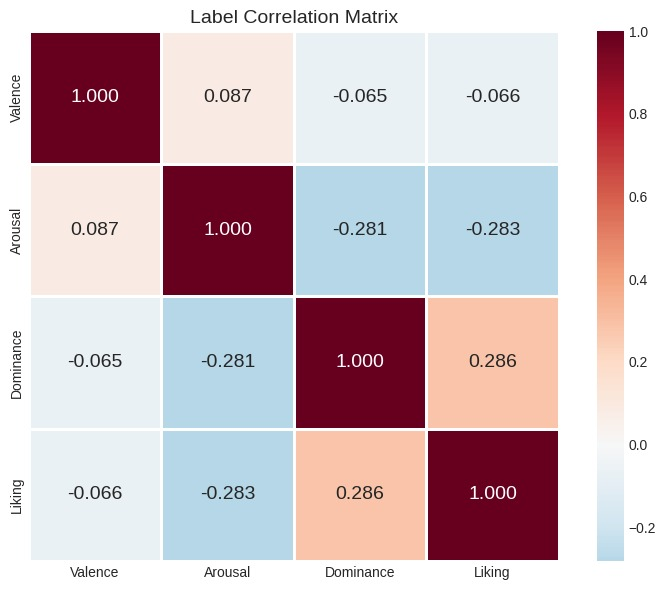 Label Correlation Matrix
Valence 1.000 0.087 -0.065 -0.066
Arousal 0.087 1.000 -0.281 -0.283
Dominance -0.065 -0.281 1.000 0.286
Liking -0.066 -0.283 0.286 1.000
Valence Arousal Dominance Liking
1.0
0.8
0.6
0.4
0.2
0.0
−0.2